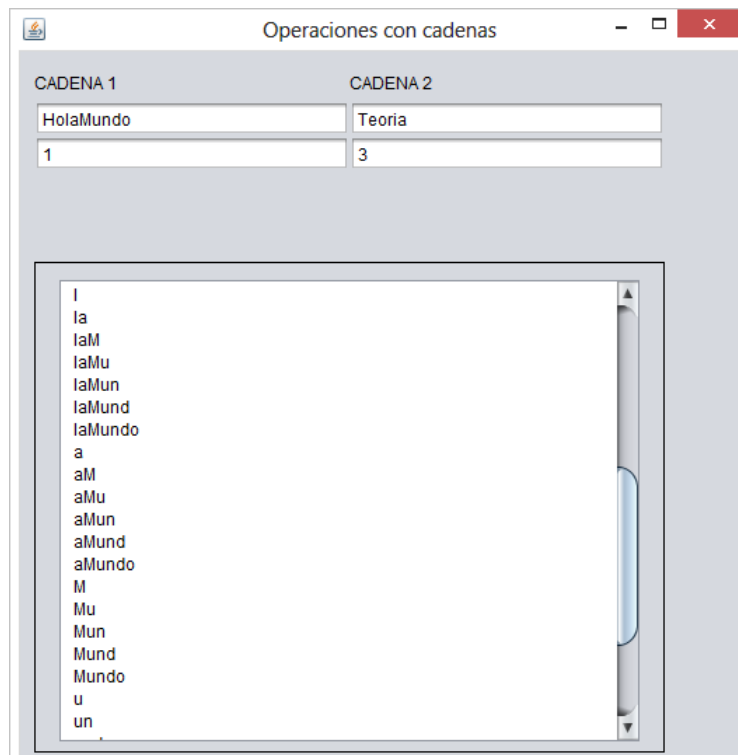 Operaciones con cadenas
CADENA 1 CADENA 2
HolaMundo Teoria
1 3
l
la
laM
laMu
laMun
laMund
laMundo
a
aM
aMu
aMun
aMund
aMundo
M
Mu
Mun
Mund
Mundo
u
un